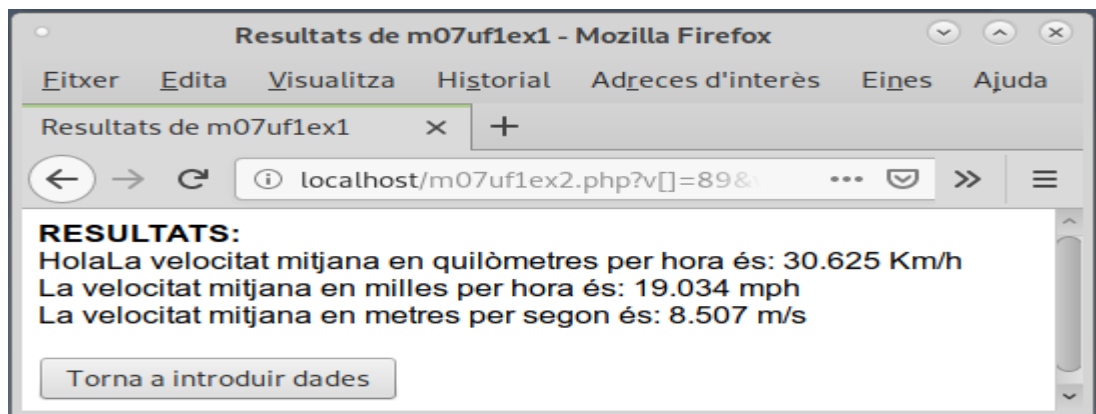 Resultats de m07uf1ex1 - Mozilla Firefox
Eitxer Edita Visualitza Historial Adreces d'interès Eines Ajuda
Resultats de m07uf1ex1
localhost/m07uf1ex2.php?v[]=89&
RESULTATS:
HolaLa velocitat mitjana en quilòmetres per hora és: 30.625 Km/h
La velocitat mitjana en milles per hora és: 19.034 mph
La velocitat mitjana en metres per segon és: 8.507 m/s
Torna a introduir dades